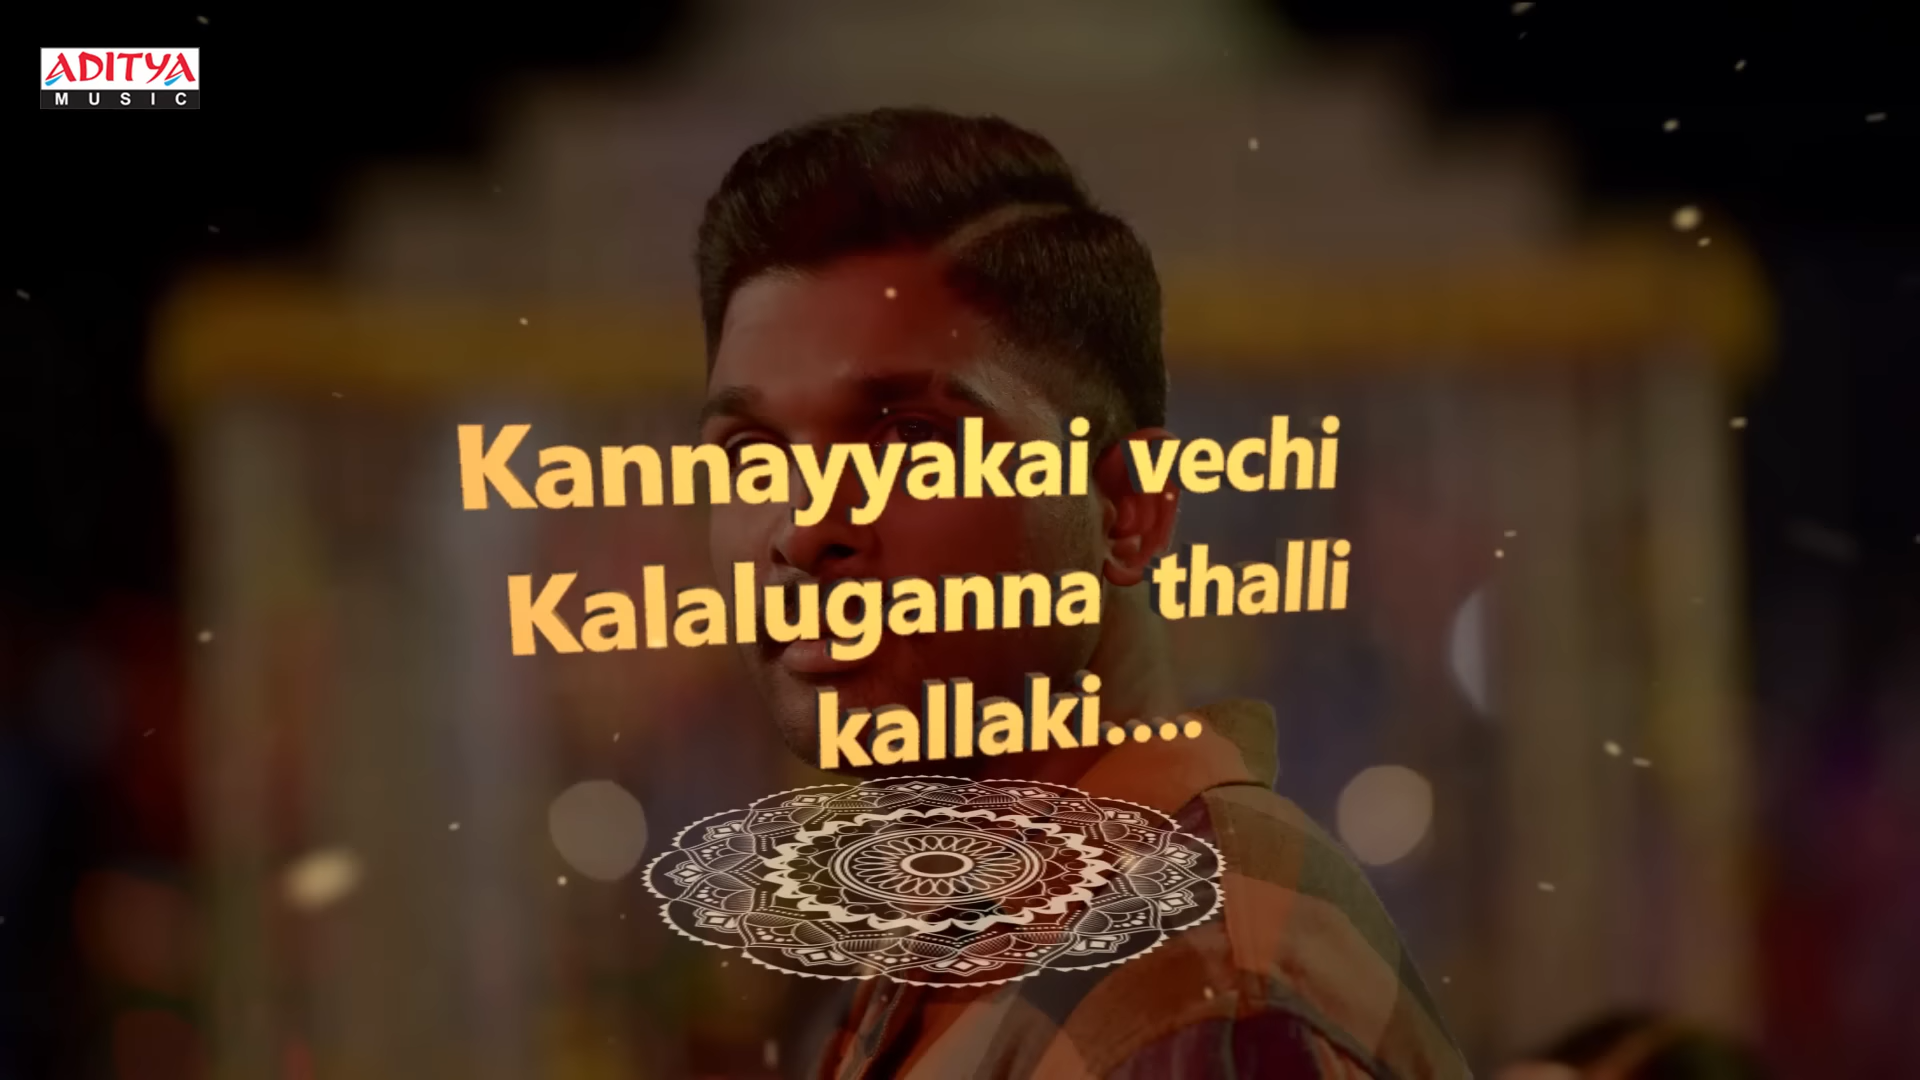 ADITYA
MUSIC
Kannayyakai vechi
Kalaluganna thalli
kallaki....